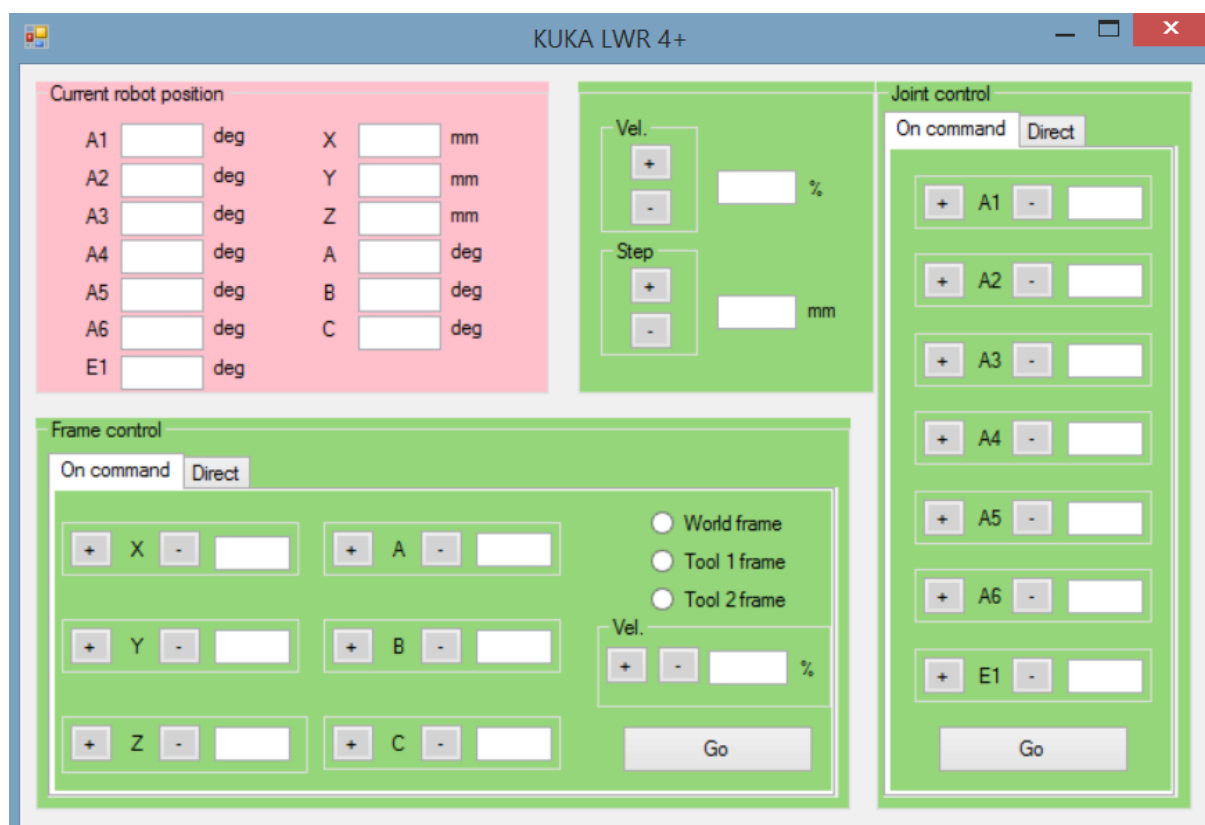 KUKA LWR 4+
Current robot position
A1 deg X mm
A2 deg Y mm
A3 deg Z mm
A4 deg A deg
A5 deg B deg
A6 deg C deg
E1 deg
Vel.
+
-
%
Step
+
-
mm
Joint control
On command Direct
+ A1 -
+ A2 -
+ A3 -
+ A4 -
+ A5 -
+ A6 -
+ E1 -
Go
Frame control
On command Direct
+ X - + A -
+ Y - + B -
+ Z - + C -
World frame
Tool 1 frame
Tool 2 frame
Vel.
+ - %
Go